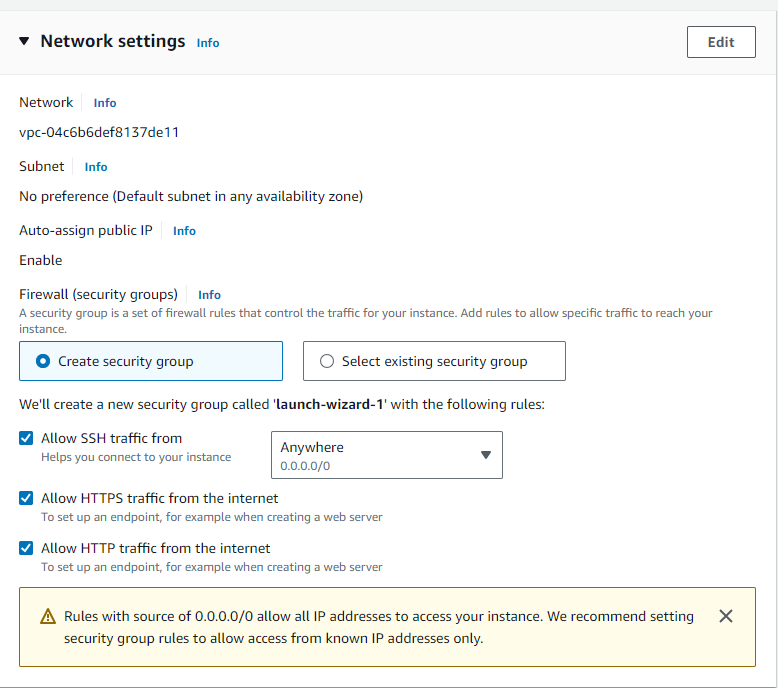 Network settings Info
Edit
Network Info
vpc-04c6b6def8137de11
Subnet Info
No preference (Default subnet in any availability zone)
Auto-assign public IP Info
Enable
Firewall (security groups) Info
A security group is a set of firewall rules that control the traffic for your instance. Add rules to allow specific traffic to reach your
instance.
Create security group
Select existing security group
We'll create a new security group called 'launch-wizard-1' with the following rules:
Allow SSH traffic from
Helps you connect to your instance
Anywhere
0.0.0.0/0
Allow HTTPS traffic from the internet
To set up an endpoint, for example when creating a web server
Allow HTTP traffic from the internet
To set up an endpoint, for example when creating a web server
Rules with source of 0.0.0.0/0 allow all IP addresses to access your instance. We recommend setting
security group rules to allow access from known IP addresses only.